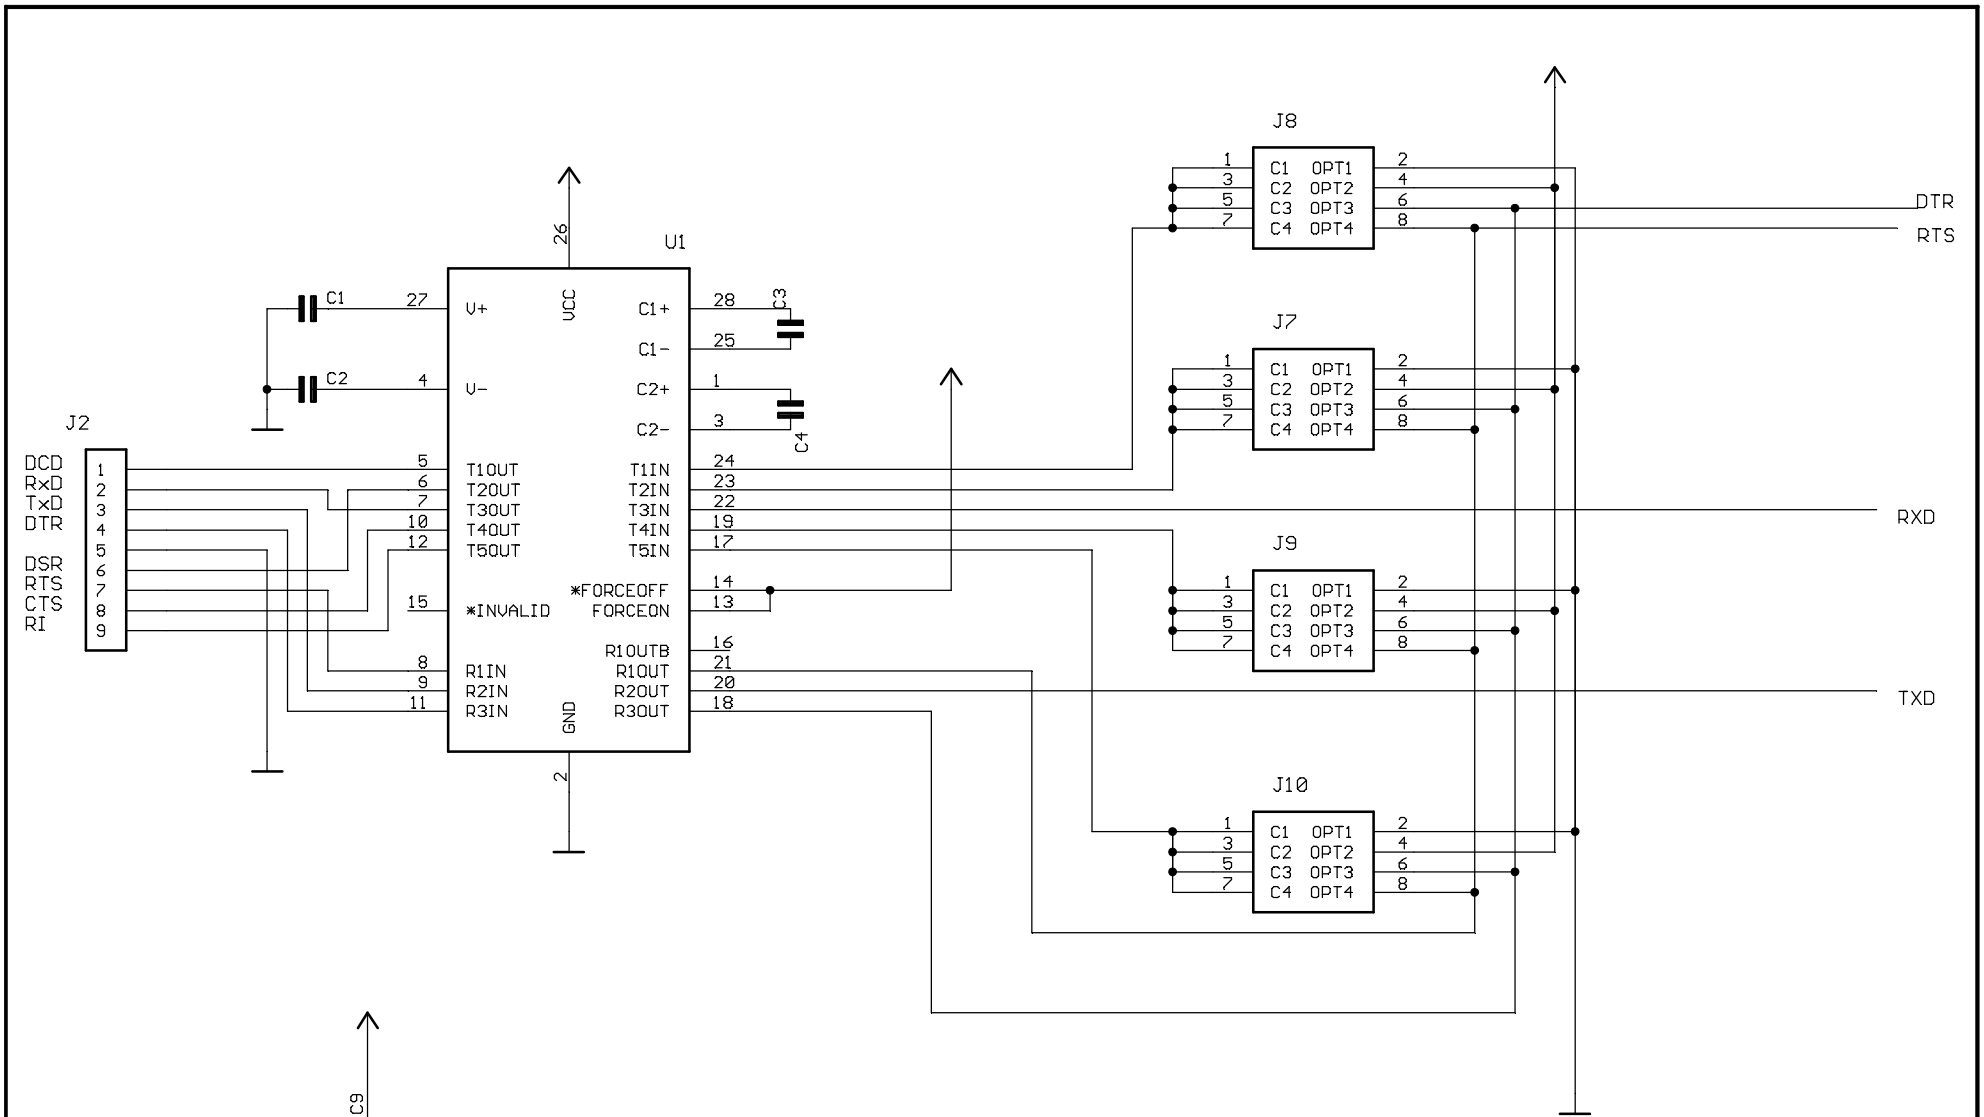 J8
1 C1 OPT1 2
3 C2 OPT2 4
5 C3 OPT3 6
7 C4 OPT4 8
DTR
RTS
26
U1
VCC
C1
27 V+
C1+ 28
C3
C1- 25
C2
4 V-
C2+ 1
C2- 3
C4
J7
1 C1 OPT1 2
3 C2 OPT2 4
5 C3 OPT3 6
7 C4 OPT4 8
J2
DCD 1
RxD 2
TxD 3
DTR 4
5
DSR 6
RTS 7
CTS 8
RI 9
5 T1OUT T1IN 24
6 T2OUT T2IN 23
7 T3OUT T3IN 22
10 T4OUT T4IN 19
12 T5OUT T5IN 17
*FORCEOFF 14
15 *INVALID FORCEON 13
R1OUTB 16
8 R1IN R1OUT 21
9 R2IN R2OUT 20
11 R3IN R3OUT 18
GND
2
RXD
J9
1 C1 OPT1 2
3 C2 OPT2 4
5 C3 OPT3 6
7 C4 OPT4 8
TXD
J10
1 C1 OPT1 2
3 C2 OPT2 4
5 C3 OPT3 6
7 C4 OPT4 8
C9